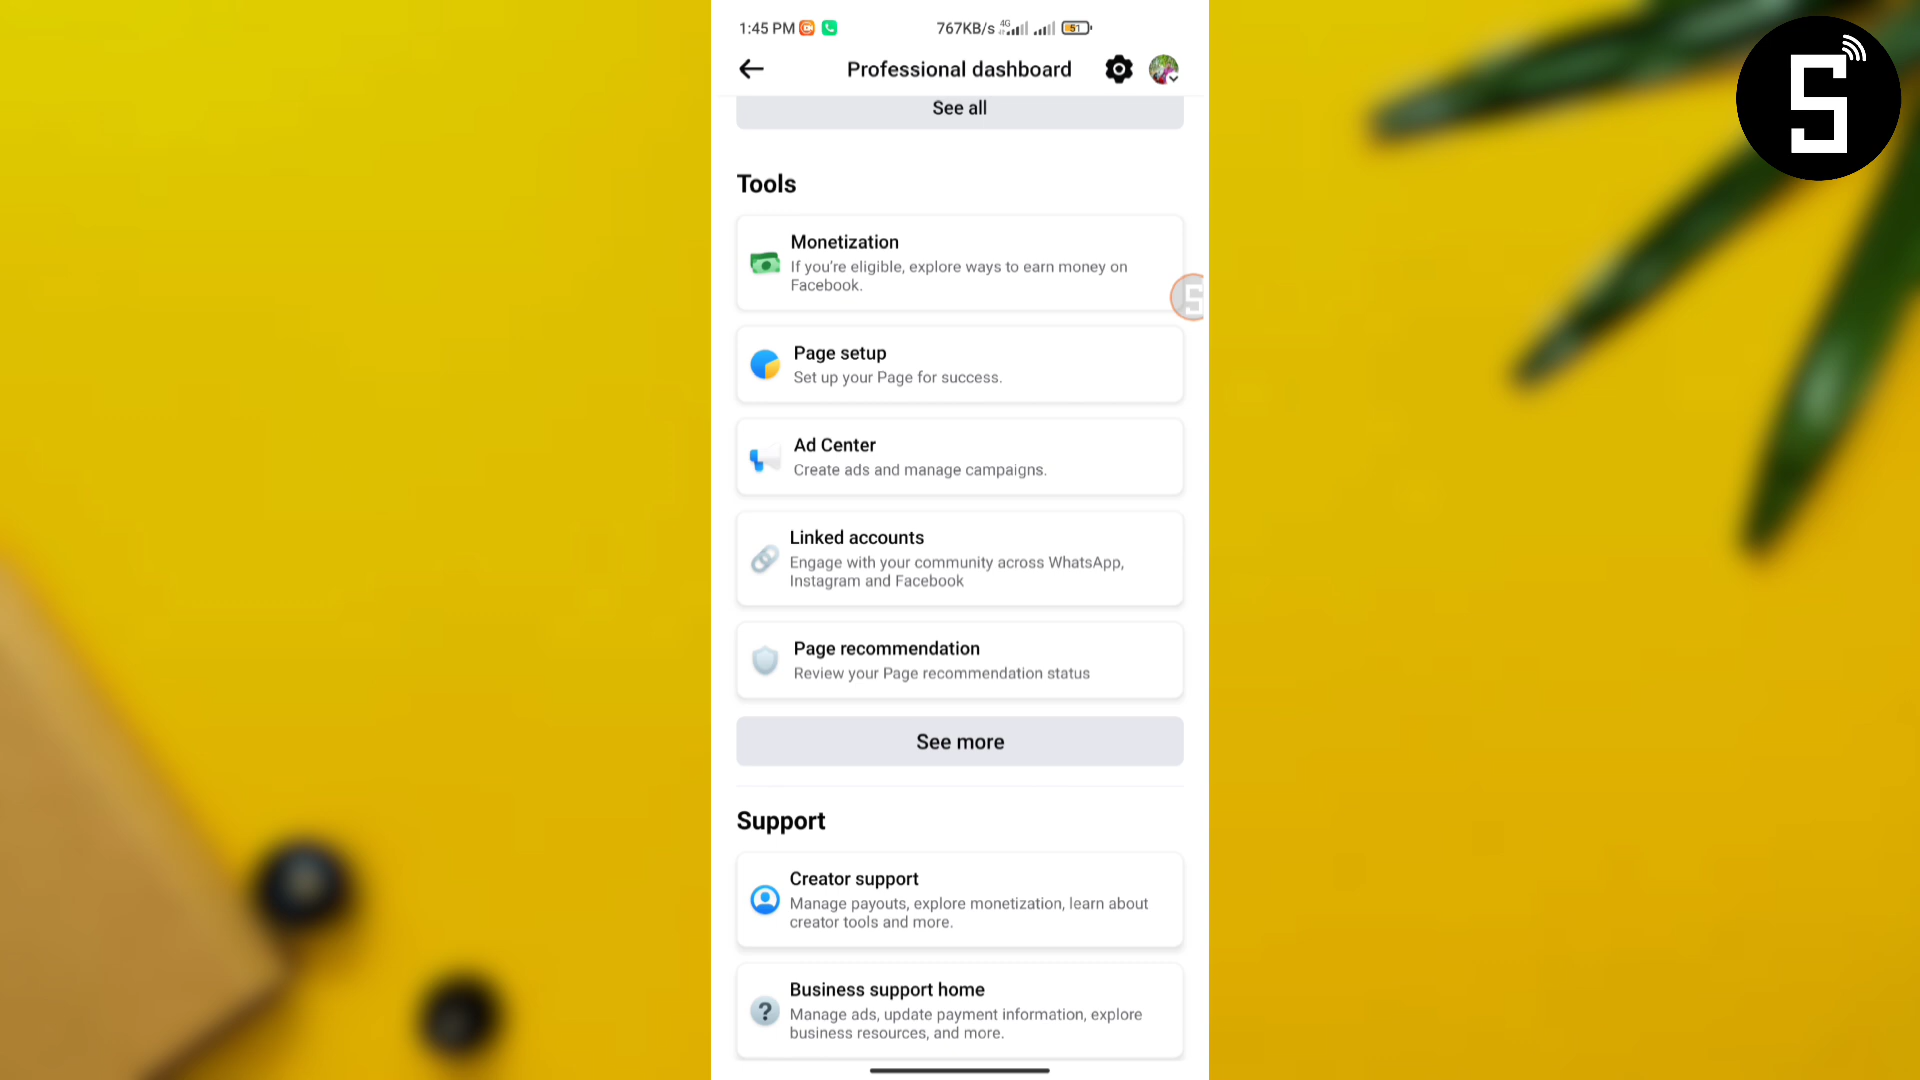 1:45 PM 767KB/s 4G 51
Professional dashboard
See all
Tools
Monetization
If you're eligible, explore ways to earn money on
Facebook.
Page setup
Set up your Page for success.
Ad Center
Create ads and manage campaigns.
Linked accounts
Engage with your community across WhatsApp,
Instagram and Facebook
Page recommendation
Review your Page recommendation status
See more
Support
Creator support
Manage payouts, explore monetization, learn about
creator tools and more.
Business support home
Manage ads, update payment information, explore
business resources, and more.
S